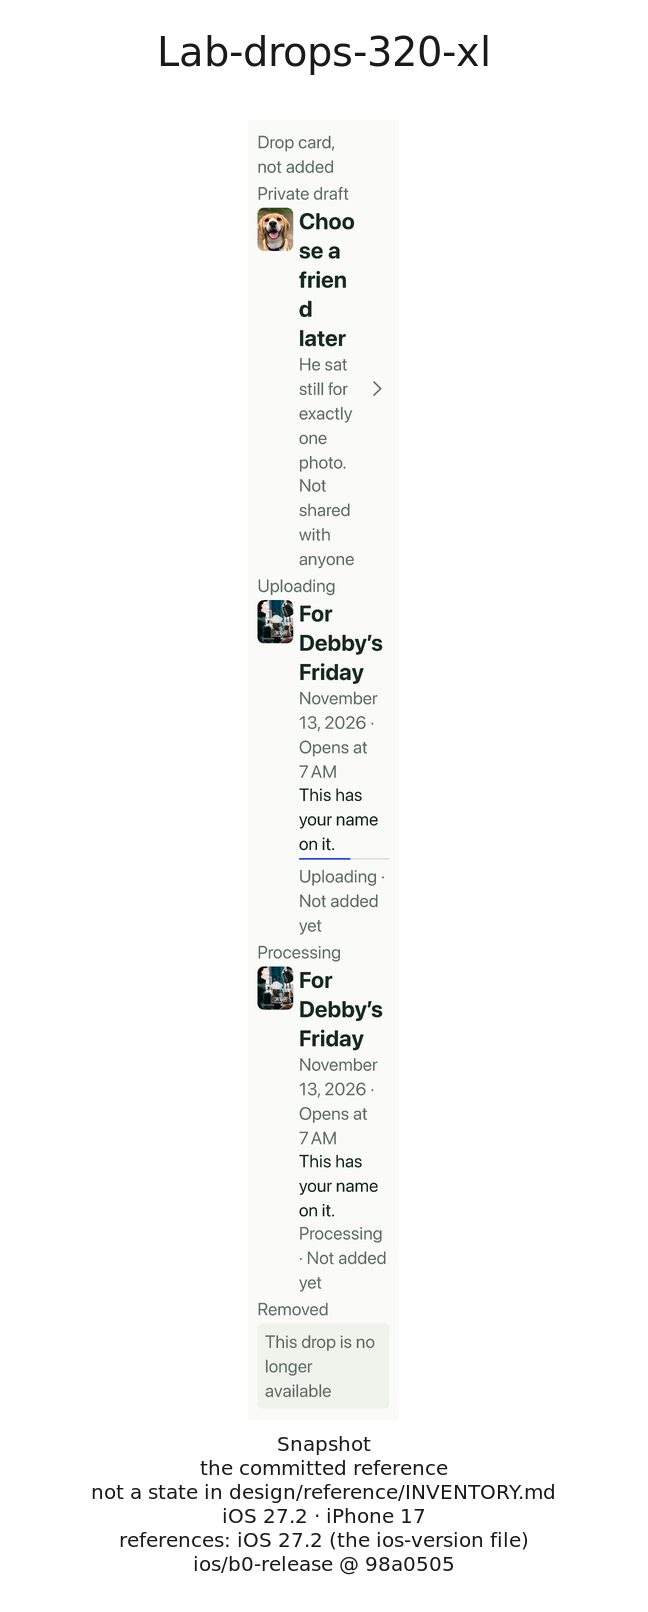 Lab-drops-320-xl
Drop card,
not added
Private draft
Choo
se a
frien
d
later
He sat
still for
exactly
one
photo.
Not
shared
with
anyone
Uploading
For
Debby’s
Friday
November
13, 2026 ·
Opens at
7 AM
This has
your name
on it.
Uploading ·
Not added
yet
Processing
For
Debby’s
Friday
November
13, 2026 ·
Opens at
7 AM
This has
your name
on it.
Processing
· Not added
yet
Removed
This drop is no
longer
available
Snapshot
the committed reference
not a state in design/reference/INVENTORY.md
iOS 27.2 · iPhone 17
references: iOS 27.2 (the ios-version file)
ios/b0-release @ 98a0505